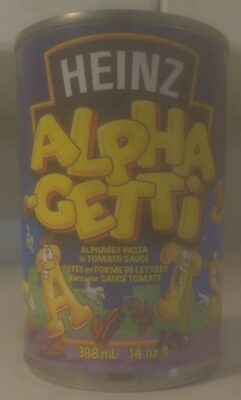 HEINZ
ALPHA
-GETTi
ALPHABET PASTA
in TOMATO SAUCE
PÂTES en FORME DE LETTRES
dans une SAUCE TOMATE
A T
398 mL 14 oz fl